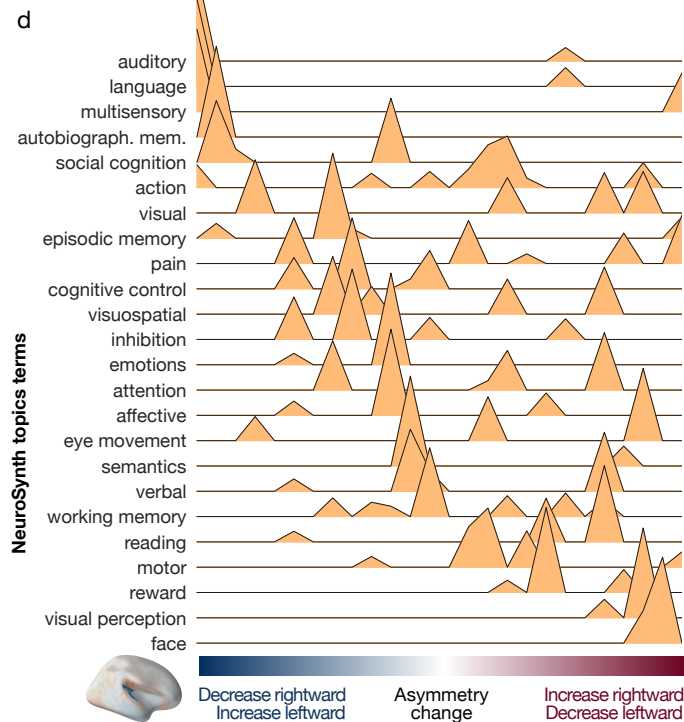 d
auditory
language
multisensory
autobiograph. mem.
social cognition
action
visual
episodic memory
pain
cognitive control
visuospatial
inhibition
emotions
attention
affective
eye movement
semantics
verbal
working memory
reading
motor
reward
visual perception
face
NeuroSynth topics terms
Decrease rightward
Increase leftward
Asymmetry
change
Increase rightward
Decrease leftward